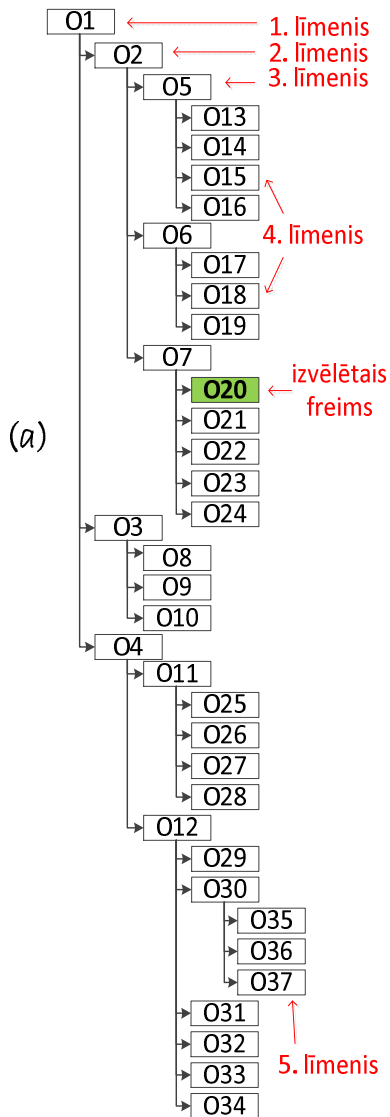 O1
1. līmenis
O2
2. līmenis
O5
3. līmenis
O13
O14
O15
O16
4. līmenis
O6
O17
O18
O19
O7
O20
izvēlētais
freims
O21
(a)
O22
O23
O24
O3
O8
O9
O10
O4
O11
O25
O26
O27
O28
O12
O29
O30
O35
O36
O37
O31
O32
5. līmenis
O33
O34